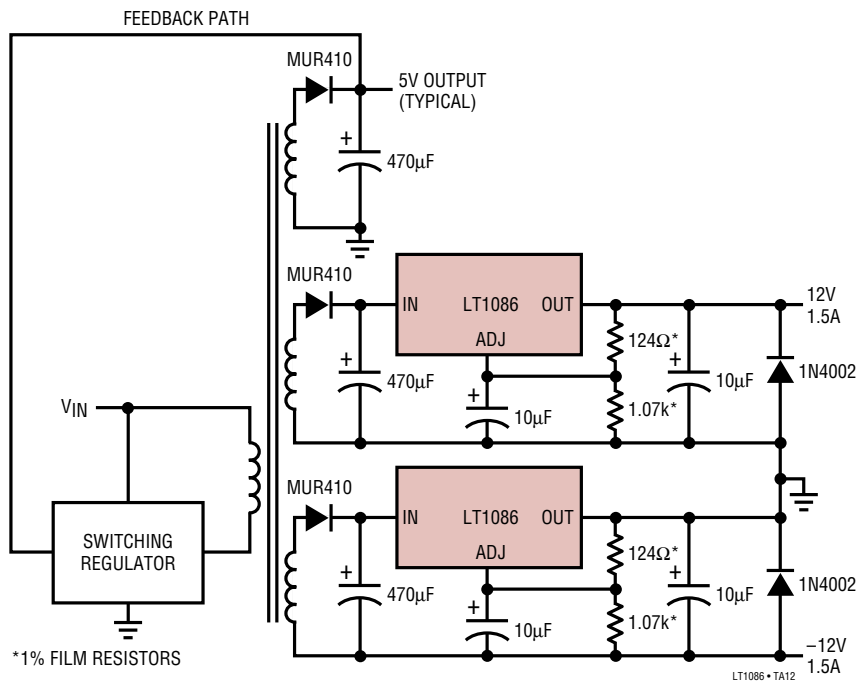 FEEDBACK PATH
MUR410
5V OUTPUT
(TYPICAL)
+
470µF
MUR410
IN
LT1086
OUT
ADJ
12V
1.5A
124Ω*
+
470µF
+
10µF
1.07k*
+
10µF
1N4002
VIN
MUR410
IN
LT1086
OUT
ADJ
SWITCHING
REGULATOR
124Ω*
+
470µF
+
10µF
1.07k*
+
10µF
1N4002
–12V
1.5A
*1% FILM RESISTORS
LT1086 • TA12